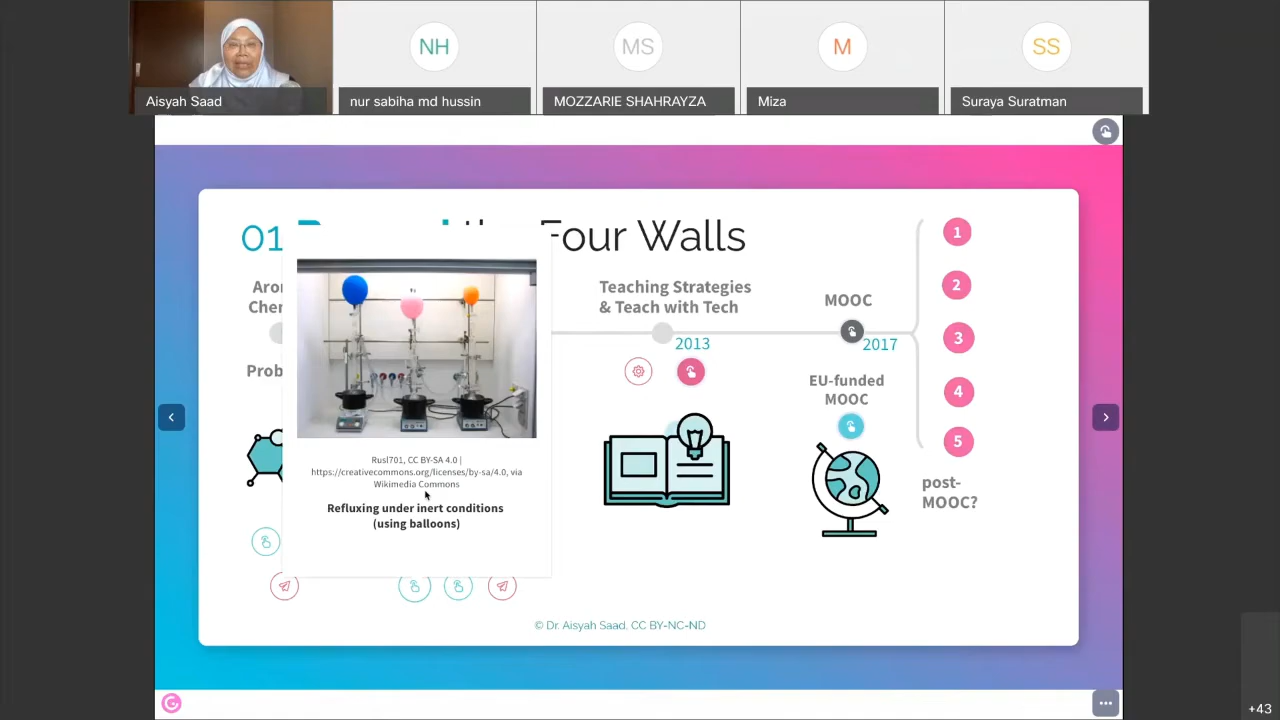 NH
MS
M
SS
Aisyah Saad
nur sabiha md hussin
MOZZARIE SHAHRAYZA
Miza
Suraya Suratman
01
the Four Walls
1
2
3
4
5
Teaching Strategies
& Teach with Tech
2013
MOOC
2017
EU-funded
MOOC
post-
MOOC?
Prob
Rusl701, CC BY-SA 4.0 |
https://creativecommons.org/licenses/by-sa/4.0, via
Wikimedia Commons
Refluxing under inert conditions
(using balloons)
© Dr. Aisyah Saad. CC BY-NC-ND
+43